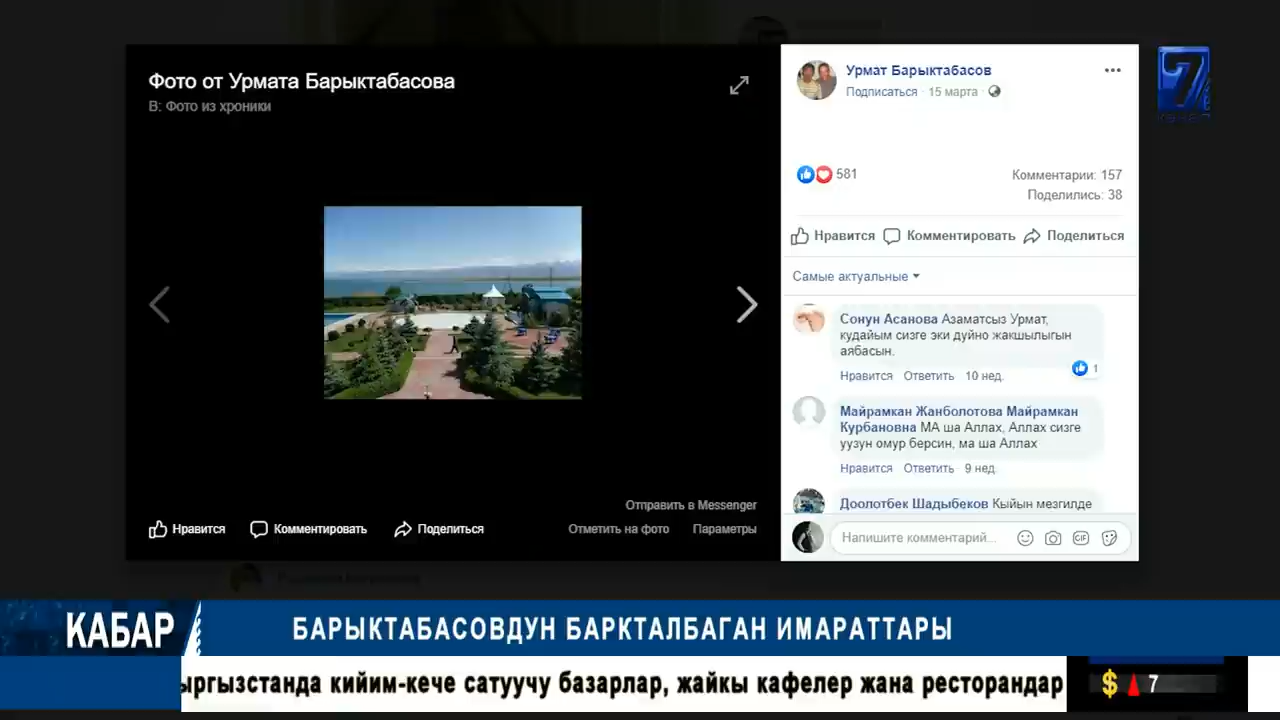 Фото от Урмата Барыктабасова
В: Фото из хроники
Отправить в Messenger
Нравится Комментировать Поделиться Отметить на фото Параметры
Урмат Барыктабасов
Подписаться · 15 марта ·
581
Комментарии: 157
Поделились: 38
Нравится Комментировать Поделиться
Самые актуальные
Сонун Асанова Азаматсыз Урмат,
кудайым сизге эки дуйно жакшылыгын
аябасын.
1
Нравится Ответить 10 нед.
Майрамкан Жанболотова Майрамкан
Курбановна МА ша Аллах, Аллах сизге
уузун омур берсин, ма ша Аллах
Нравится Ответить 9 нед.
Доолотбек Шадыбеков Кыйын мезгилде
Напишите комментарий...
GIF
7
КАБАР
БАРЫКТАБАСОВДУН БАРКТАЛБАГАН ИМАРАТТАРЫ
ыргызстанда кийим-кече сатуучу базарлар, жайкы кафелер жана ресторандар
$ 7